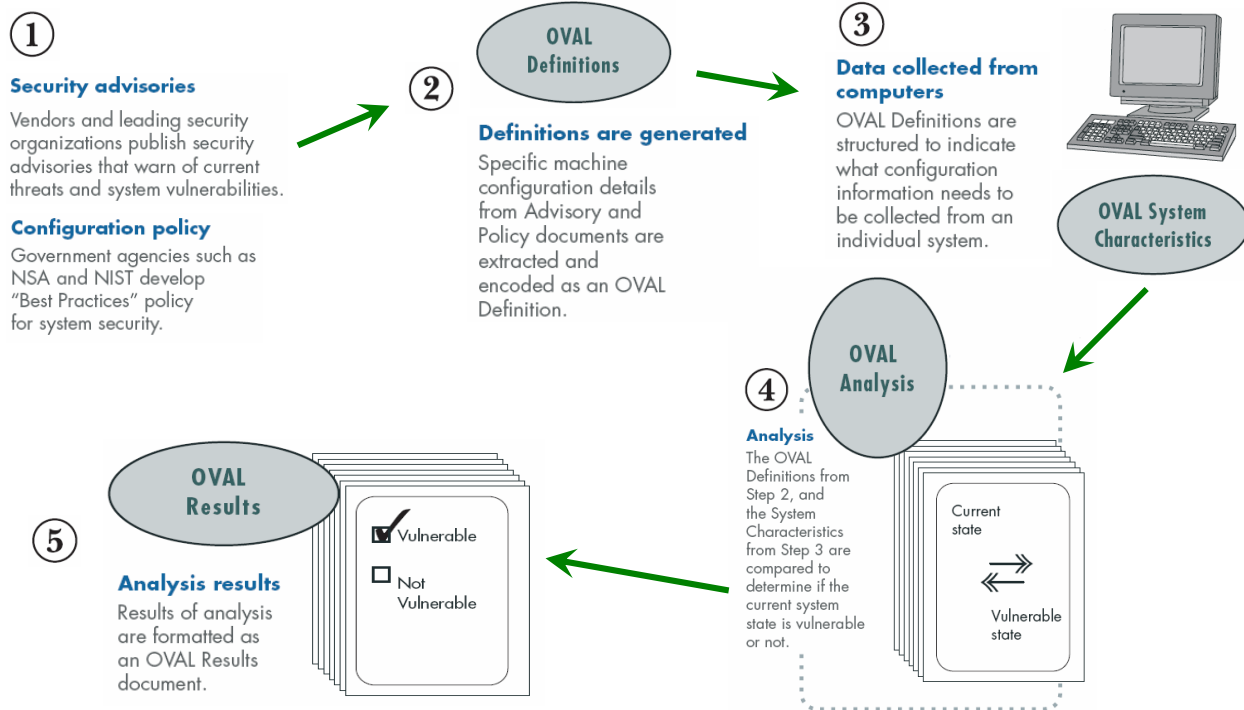 1
Security advisories
Vendors and leading security
organizations publish security
advisories that warn of current
threats and system vulnerabilities.
Configuration policy
Government agencies such as
NSA and NIST develop
“Best Practices” policy
for system security.
2
OVAL
Definitions
Definitions are generated
Specific machine
configuration details
from Advisory and
Policy documents are
extracted and
encoded as an OVAL
Definition.
3
Data collected from
computers
OVAL Definitions are
structured to indicate
what configuration
information needs to
be collected from an
individual system.
OVAL System
Characteristics
4
OVAL
Analysis
Analysis
The OVAL
Definitions from
Step 2, and
the System
Characteristics
from Step 3 are
compared to
determine if the
current system
state is vulnerable
or not.
Current
state
Vulnerable
state
5
OVAL
Results
Analysis results
Results of analysis
are formatted as
an OVAL Results
document.
Vulnerable
Not
Vulnerable